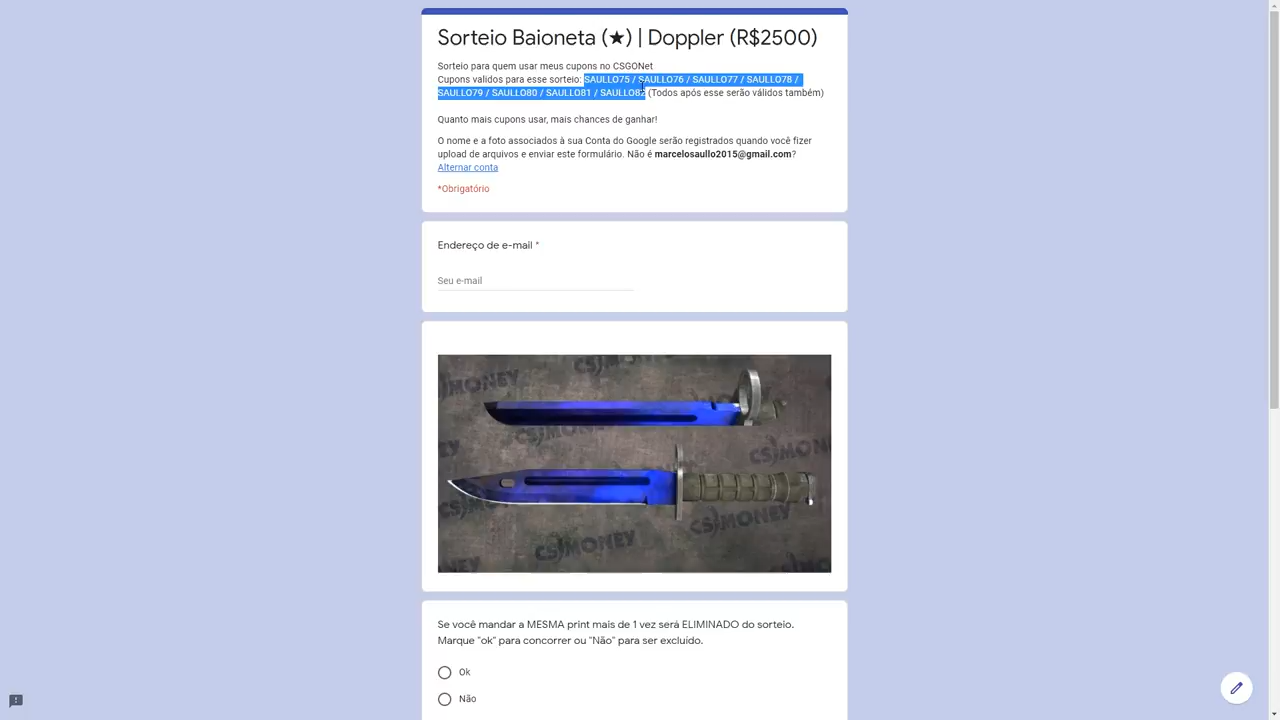 Sorteio Baioneta (★) | Doppler (R$2500)
Sorteio para quem usar meus cupons no CSGONet
Cupons validos para esse sorteio: SAULLO75 / SAULLO76 / SAULLO77 / SAULLO78 /
SAULLO79 / SAULLO80 / SAULLO81 / SAULLO82 (Todos após esse serão válidos também)
Quanto mais cupons usar, mais chances de ganhar!
O nome e a foto associados à sua Conta do Google serão registrados quando você fizer
upload de arquivos e enviar este formulário. Não é marcelosaullo2015@gmail.com?
Alternar conta
*Obrigatório
Endereço de e-mail *
Seu e-mail
CS.MONEY
CS.MONEY
CS.MONEY
CS.MONEY
Se você mandar a MESMA print mais de 1 vez será ELIMINADO do sorteio.
Marque "ok" para concorrer ou "Não" para ser excluído.
Ok
Não